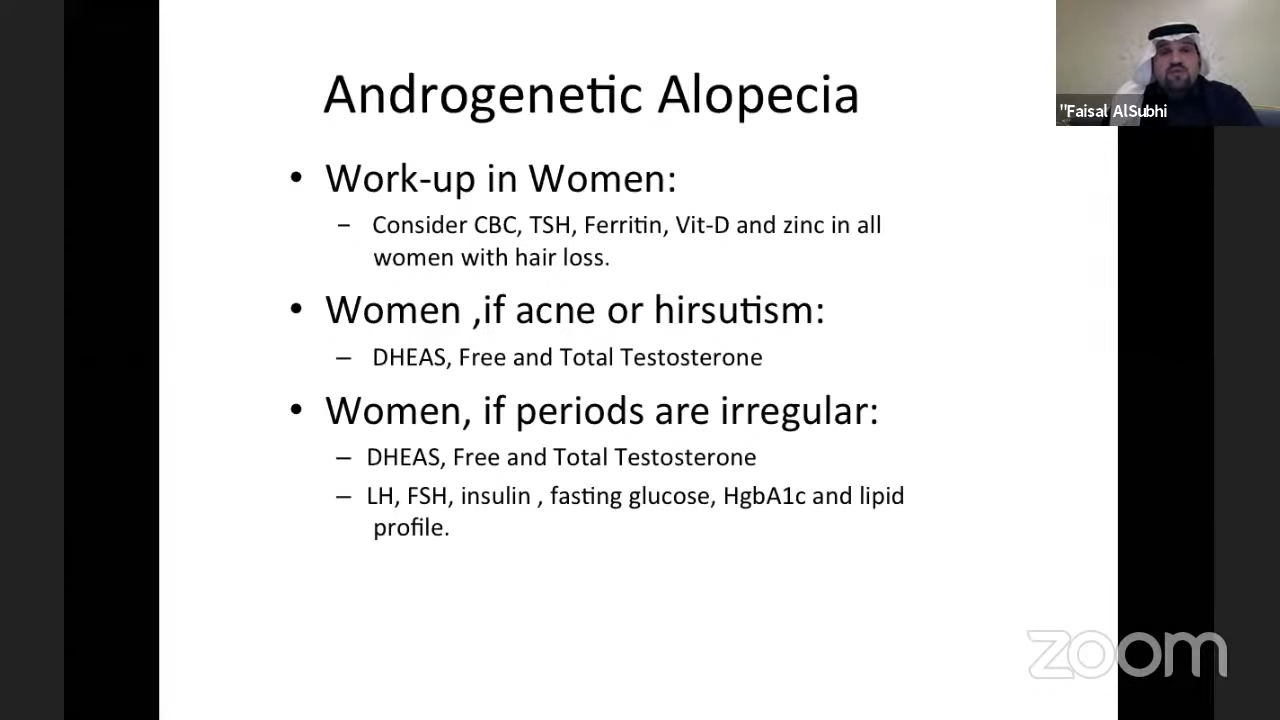 Androgenetic Alopecia
"Faisal AlSubhi
• Work-up in Women:
– Consider CBC, TSH, Ferritin, Vit-D and zinc in all
women with hair loss.
• Women ,if acne or hirsutism:
– DHEAS, Free and Total Testosterone
• Women, if periods are irregular:
– DHEAS, Free and Total Testosterone
– LH, FSH, insulin , fasting glucose, HgbA1c and lipid
profile.
zoom